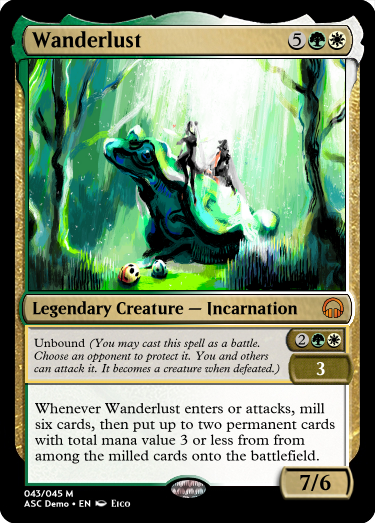 Wanderlust 5
Legendary Creature — Incarnation
Unbound (You may cast this spell as a battle.
Choose an opponent to protect it. You and others
can attack it. It becomes a creature when defeated.)
2
3
Whenever Wanderlust enters or attacks, mill
six cards, then put up to two permanent cards
with total mana value 3 or less from from
among the milled cards onto the battlefield.
7/6
043/045 M
ASC Demo • EN Eico